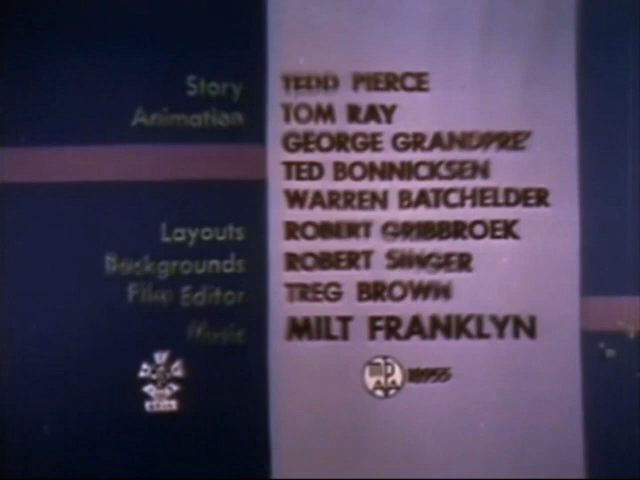 Story TEDD PIERCE
Animation TOM RAY
GEORGE GRANDPRE'
TED BONNICKSEN
WARREN BATCHELDER
Layouts ROBERT GRIBBROEK
Backgrounds ROBERT SINGER
Film Editor TREG BROWN
Music MILT FRANKLYN